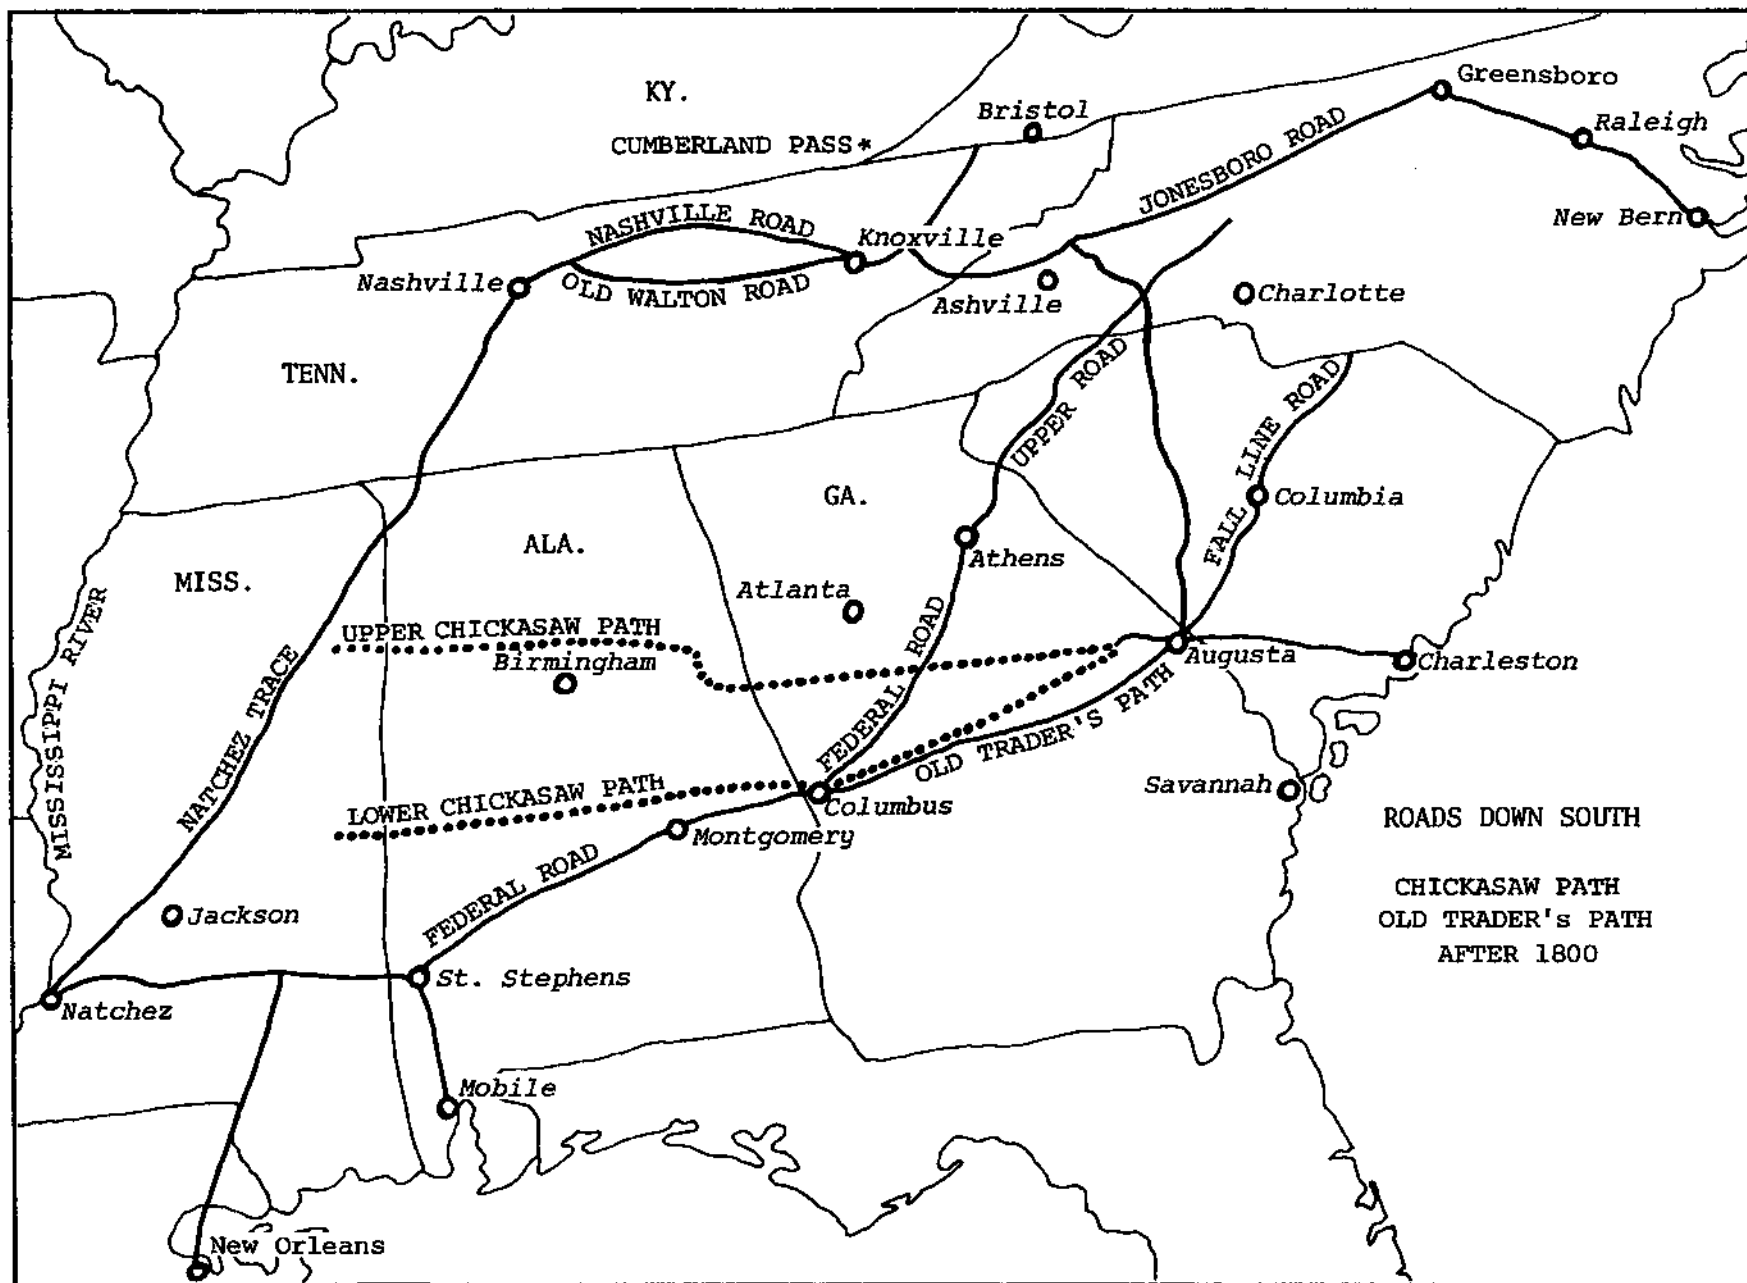 Greensboro
KY.
Bristol
Raleigh
CUMBERLAND PASS*
JONESBORO ROAD
NASHVILLE ROAD
New Bern
Knoxville
Nashville
OLD WALTON ROAD
Ashville
Charlotte
TENN.
UPPER ROAD
FALL LINE ROAD
GA.
Columbia
ALA.
Athens
MISS.
Atlanta
MISSISSIPPI RIVER
UPPER CHICKASAW PATH
Birmingham
FEDERAL ROAD
Augusta
Charleston
NATCHEZ TRACE
OLD TRADER'S PATH
LOWER CHICKASAW PATH
Columbus
Savannah
Montgomery
ROADS DOWN SOUTH
FEDERAL ROAD
CHICKASAW PATH
OLD TRADER's PATH
AFTER 1800
Jackson
St. Stephens
Natchez
Mobile
New Orleans